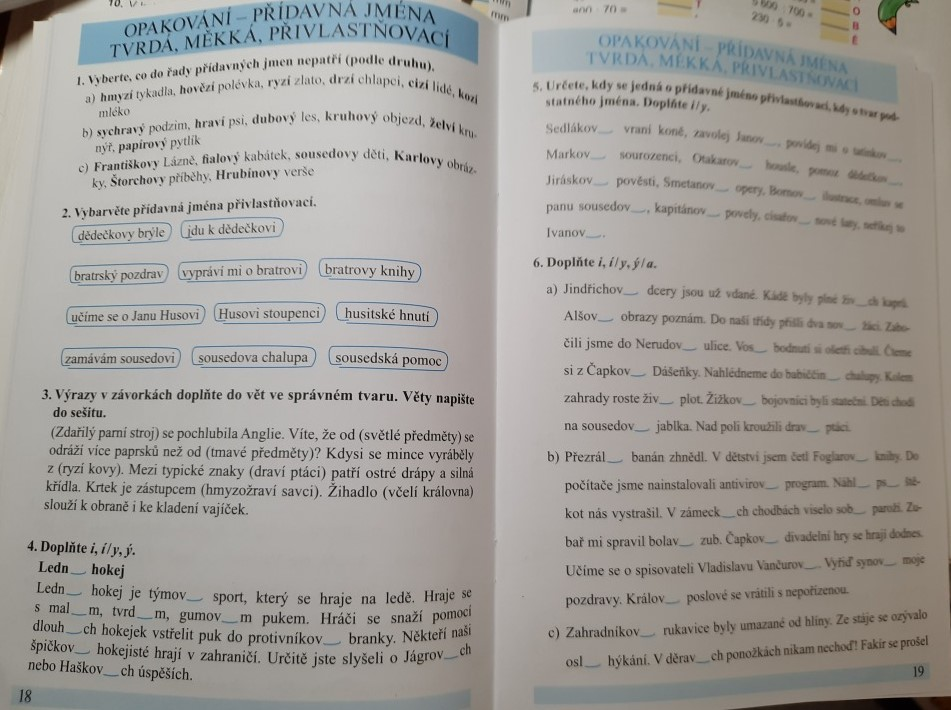 OPAKOVÁNÍ – PŘÍDAVNÁ JMÉNA
TVRDÁ, MĚKKÁ, PŘIVLASTŇOVACÍ
1. Vyberte, co do řady přídavných jmen nepatří (podle druhu).
a) hmyzí tykadla, hovězí polévka, ryzí zlato, drzí chlapci, cizí lidé, kozí
mléko
b) sychravý podzim, hraví psi, dubový les, kruhový objezd, želví kru-
nýř, papírový pytlík
c) Františkovy Lázně, fialový kabátek, sousedovy děti, Karlovy obráz-
ky, Štorchovy příběhy, Hrubínovy verše
2. Vybarvěte přídavná jména přivlastňovací.
dědečkovy brýle jdu k dědečkovi
bratrský pozdrav vypráví mi o bratrovi bratrovy knihy
učíme se o Janu Husovi Husovi stoupenci husitské hnutí
zamávám sousedovi sousedova chalupa sousedská pomoc
3. Výrazy v závorkách doplňte do vět ve správném tvaru. Věty napište
do sešitu.
(Zdařilý parní stroj) se pochlubila Anglie. Víte, že od (světlé předměty) se
odráží více paprsků než od (tmavé předměty)? Kdysi se mince vyráběly
z (ryzí kovy). Mezi typické znaky (draví ptáci) patří ostré drápy a silná
křídla. Krtek je zástupcem (hmyzožraví savci). Žihadlo (včelí královna)
slouží k obraně i ke kladení vajíček.
4. Doplňte i, í/y, ý.
Ledn__ hokej
Ledn__ hokej je týmov__ sport, který se hraje na ledě. Hraje se
s mal__m, tvrd__m, gumov__m pukem. Hráči se snaží pomocí
dlouh__ch hokejek vstřelit puk do protivníkov__ branky. Někteří naši
špičkov__ hokejisté hrají v zahraničí. Určitě jste slyšeli o Jágrov__ch
nebo Haškov__ch úspěších.
18
OPAKOVÁNÍ – PŘÍDAVNÁ JMÉNA
TVRDÁ, MĚKKÁ, PŘIVLASTŇOVACÍ
5. Určete, kdy se jedná o přídavné jméno přivlastňovací, kdy o tvar pod-
statného jména. Doplňte i/y.
Sedlákov__ vraní koně, zavolej Janov__, povídej mi o tatínkov__.
Markov__ sourozenci, Otakarov__ housle, pomoz dědečkov__,
Jiráskov__ pověsti, Smetanov__ opery, Bornov__ ilustrace, omluv se
panu sousedov__, kapitánov__ povely, císařov__ nové šaty, neříkej to
Ivanov__.
6. Doplňte i, í/y, ý/a.
a) Jindřichov__ dcery jsou už vdané. Kádě byly plné živ__ch kaprů.
Alšov__ obrazy poznám. Do naší třídy přišli dva nov__ žáci. Zabo-
čili jsme do Nerudov__ ulice. Vos__ bodnutí si ošetři cibulí. Čteme
si z Čapkov__ Dášeňky. Nahlédneme do babiččin__ chalupy. Kolem
zahrady roste živ__ plot. Žižkov__ bojovníci byli stateční. Děti chodí
na sousedov__ jablka. Nad poli kroužili drav__ ptáci.
b) Přezrál__ banán zhnědl. V dětství jsem četl Foglarov__ knihy. Do
počítače jsme nainstalovali antivirov__ program. Náhl__ ps__ ště-
kot nás vystrašil. V zámeck__ch chodbách viselo sob__ paroží. Zu-
bař mi spravil bolav__ zub. Čapkov__ divadelní hry se hrají dodnes.
Učíme se o spisovateli Vladislavu Vančurov__. Vyřiď synov__ moje
pozdravy. Králov__ poslové se vrátili s nepořízenou.
c) Zahradníkov__ rukavice byly umazané od hlíny. Ze stáje se ozývalo
osl__ hýkání. V děrav__ch ponožkách nikam nechoď! Fakír se prošel
19